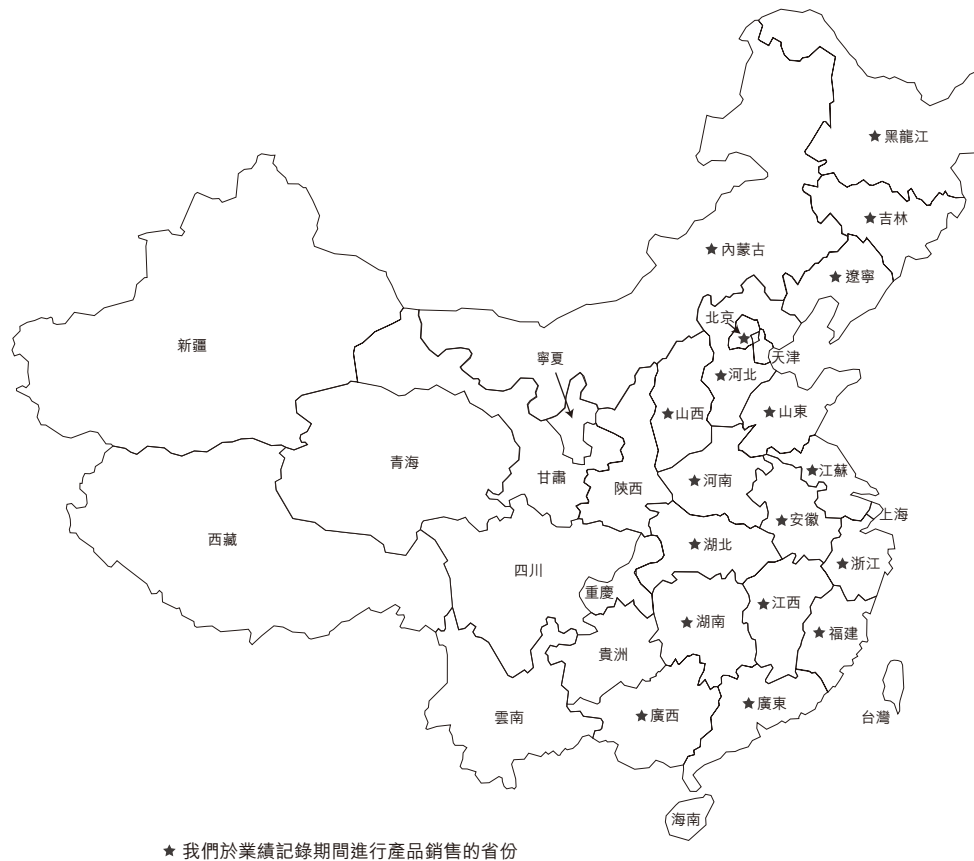 ★ 黑龍江
★ 吉林
★ 內蒙古
★ 遼寧
北京
★
新疆
寧夏
天津
★ 河北
★ 山西
★ 山東
青海
甘肅
陝西
★ 河南
★ 江蘇
上海
★ 安徽
西藏
★ 湖北
四川
★ 浙江
重慶
★ 江西
★ 湖南
★ 福建
貴洲
★ 廣東
雲南
★ 廣西
台灣
海南
★ 我們於業績記錄期間進行產品銷售的省份